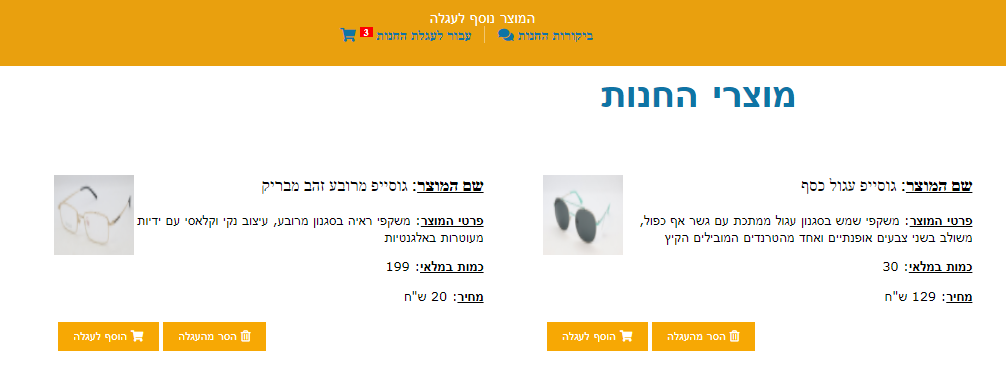 המוצר נוסף לעגלה
ביקורות החנות
עבור לעגלת החנות 3
מוצרי החנות
שם המוצר: גוסייפ עגול כסף
פרטי המוצר: משקפי שמש בסגנון עגול ממתכת עם גשר אף כפול,
משולב בשני צבעים אופנתיים ואחד מהטרנדים המובילים הקיץ
כמות במלאי: 30
מחיר: 129 ש"ח
הסר מהעגלה
הוסף לעגלה
שם המוצר: גוסייפ מרובע זהב מבריק
פרטי המוצר: משקפי ראיה בסגנון מרובע, עיצוב נקי וקלאסי עם ידיות
מעוטרות באלגנטיות
כמות במלאי: 199
מחיר: 20 ש"ח
הסר מהעגלה
הוסף לעגלה